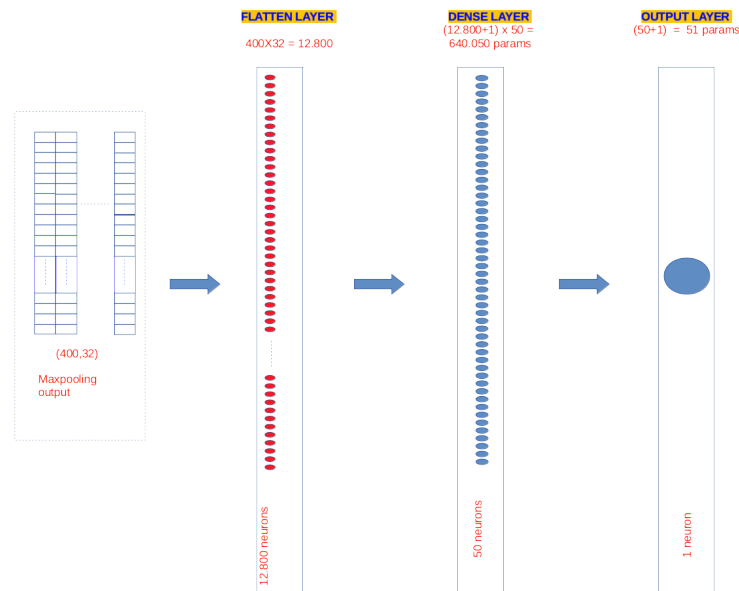 FLATTEN LAYER
400X32 = 12.800
DENSE LAYER
(12.800+1) x 50 =
640.050 params
OUTPUT LAYER
(50+1) = 51 params
(400,32)
Maxpooling
output
12.800 neurons
50 neurons
1 neuron